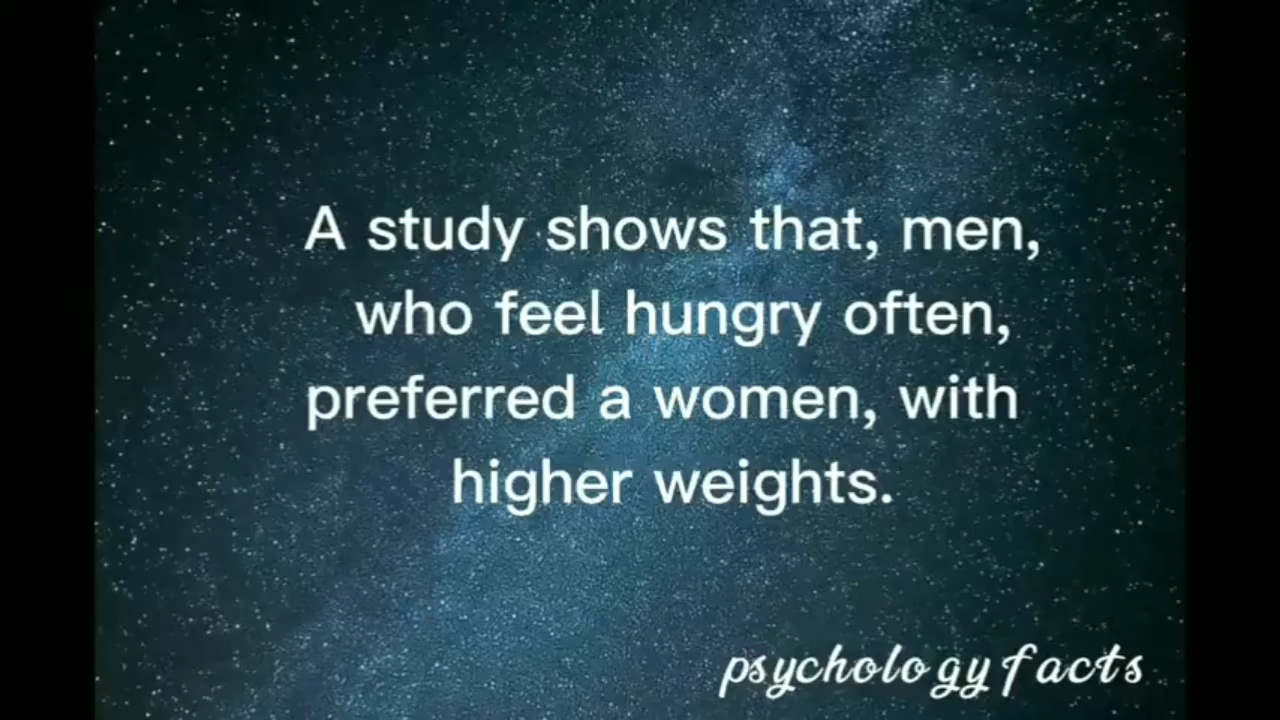 A study shows that, men,
who feel hungry often,
preferred a women, with
higher weights.
psychology facts